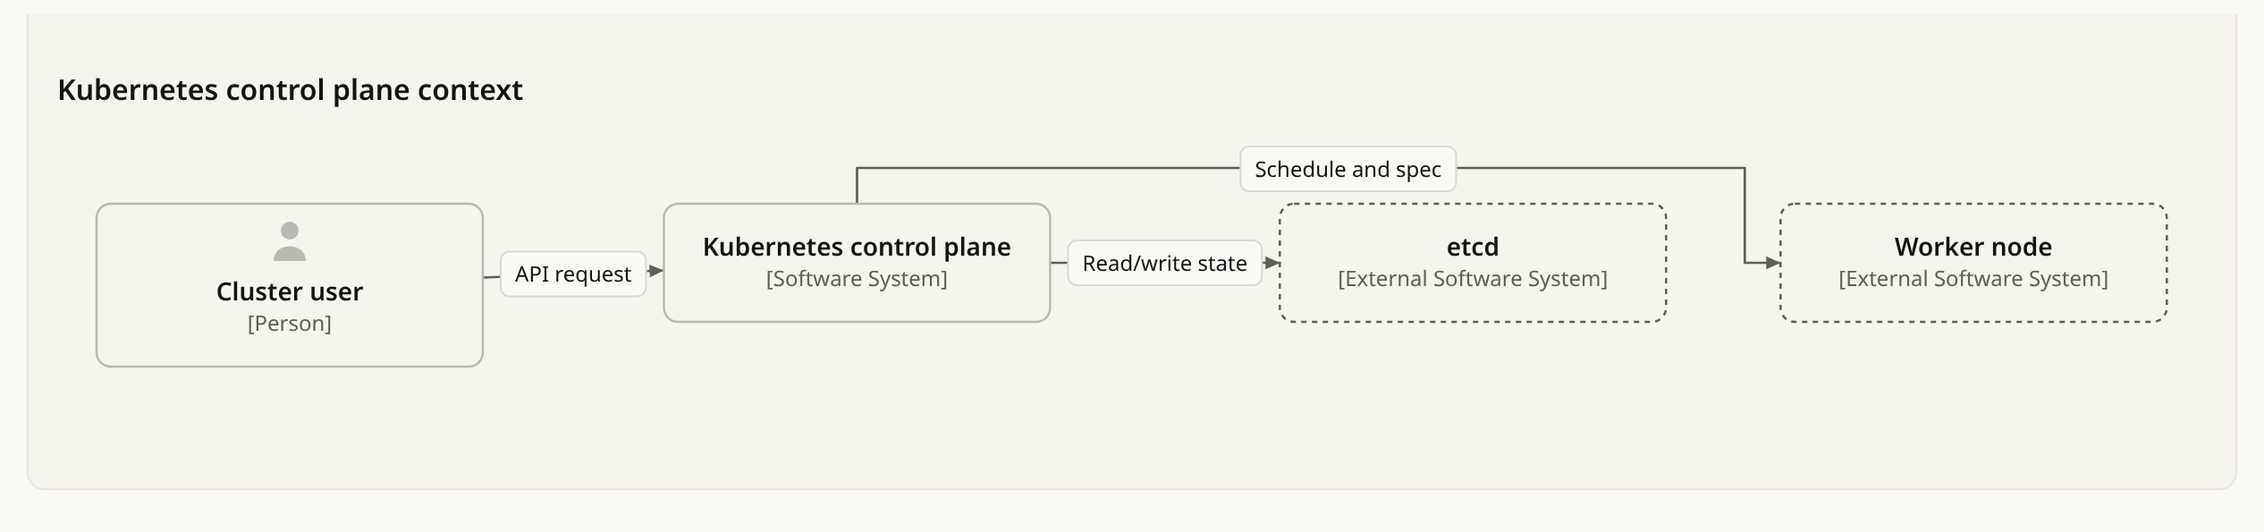 Kubernetes control plane context
Schedule and spec
Cluster user
[Person]
API request
Kubernetes control plane
[Software System]
Read/write state
etcd
[External Software System]
Worker node
[External Software System]